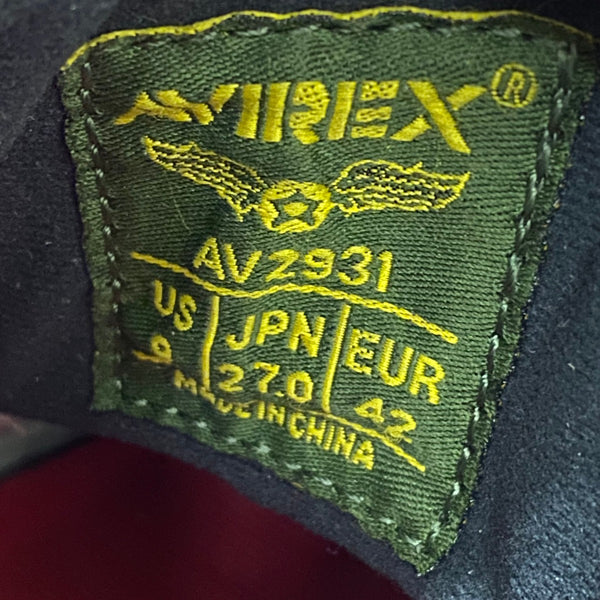 AVIREX®
AV2931
US JPN EUR
9 27.0 42
MADE IN CHINA